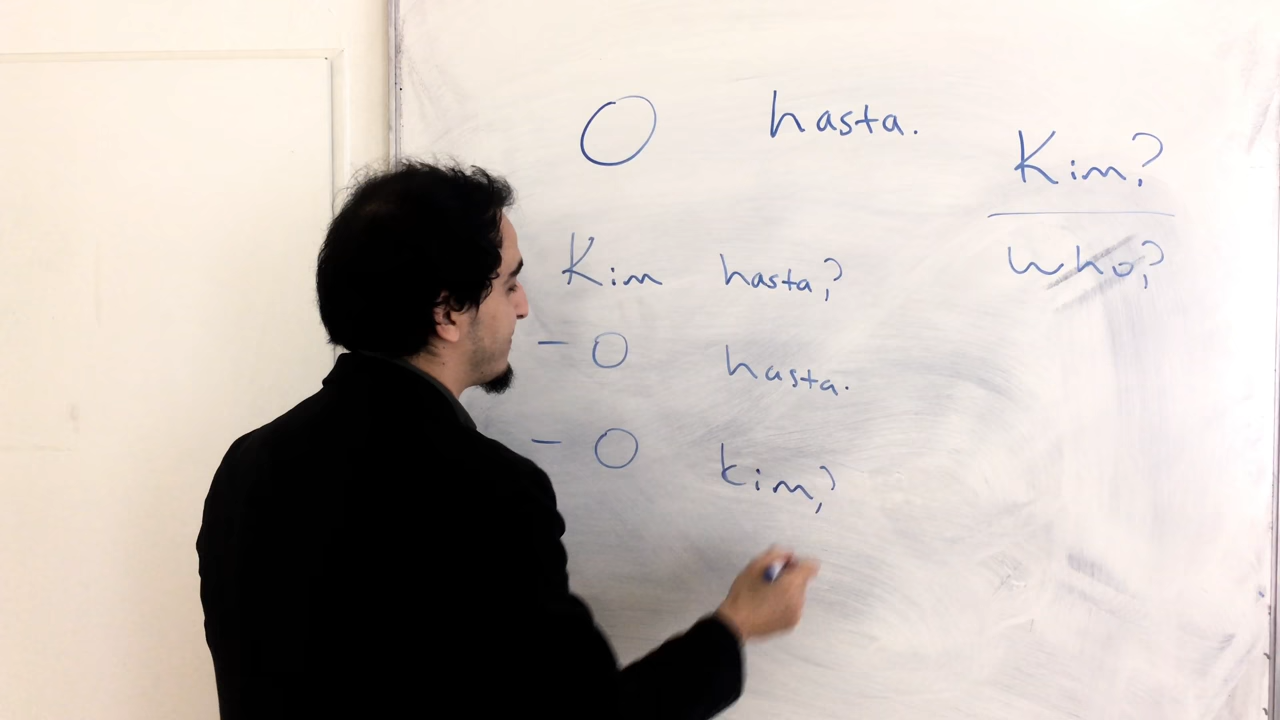 O hasta.
Kim?
who?
Kim hasta?
- O hasta.
- O kim?